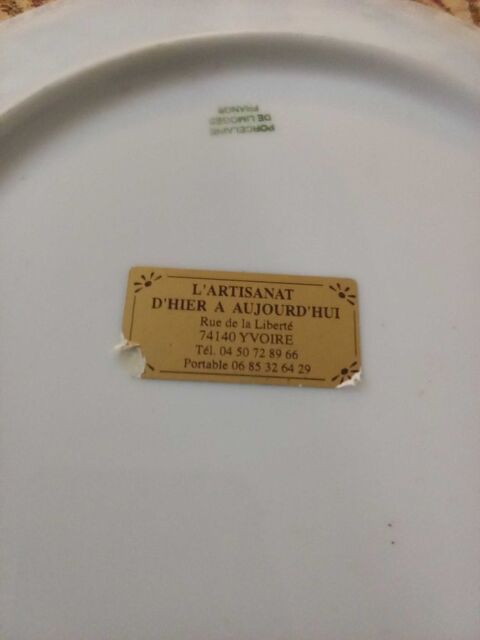 PORCELAINE
DE LIMOGES
FRANCE
L'ARTISANAT
D'HIER A AUJOURD'HUI
Rue de la Liberté
74140 YVOIRE
Tél. 04 50 72 89 66
Portable 06 85 32 64 29